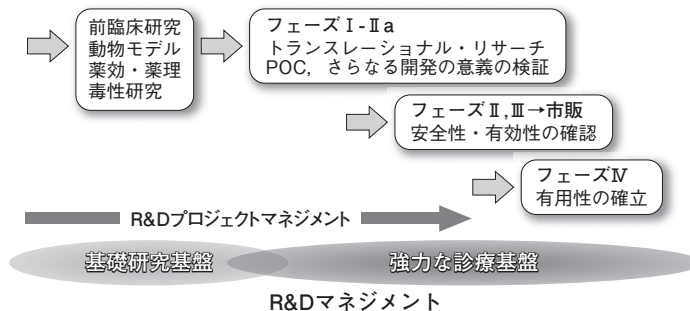 前臨床研究
動物モデル
薬効・薬理
毒性研究
フェーズⅠ-Ⅱa
トランスレーショナル・リサーチ
POC，さらなる開発の意義の検証
フェーズⅡ,Ⅲ→市販
安全性・有効性の確認
フェーズⅣ
有用性の確立
R&Dプロジェクトマネジメント
基礎研究基盤
強力な診療基盤
R&Dマネジメント